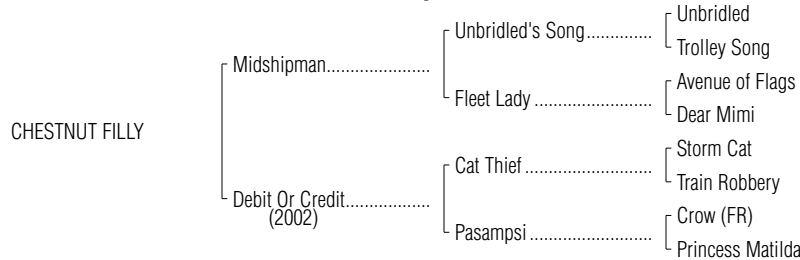 Unbridled
Unbridled's Song..............
Trolley Song
Midshipman......................
Avenue of Flags
Fleet Lady ........................
Dear Mimi
CHESTNUT FILLY
Storm Cat
Cat Thief ..........................
Train Robbery
Debit Or Credit..................
(2002)
Crow (FR)
Pasampsi .........................
Princess Matilda